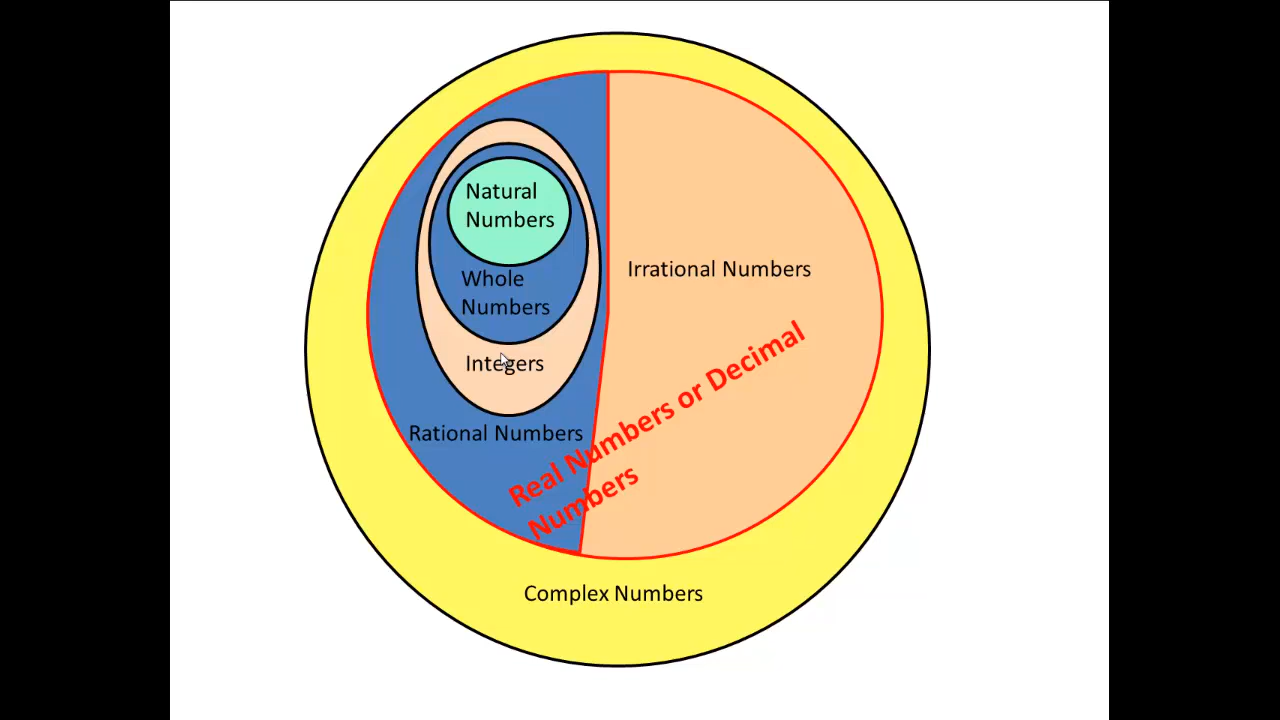 Natural
Numbers
Whole
Numbers
Integers
Rational Numbers
Irrational Numbers
Real Numbers or Decimal
Numbers
Complex Numbers